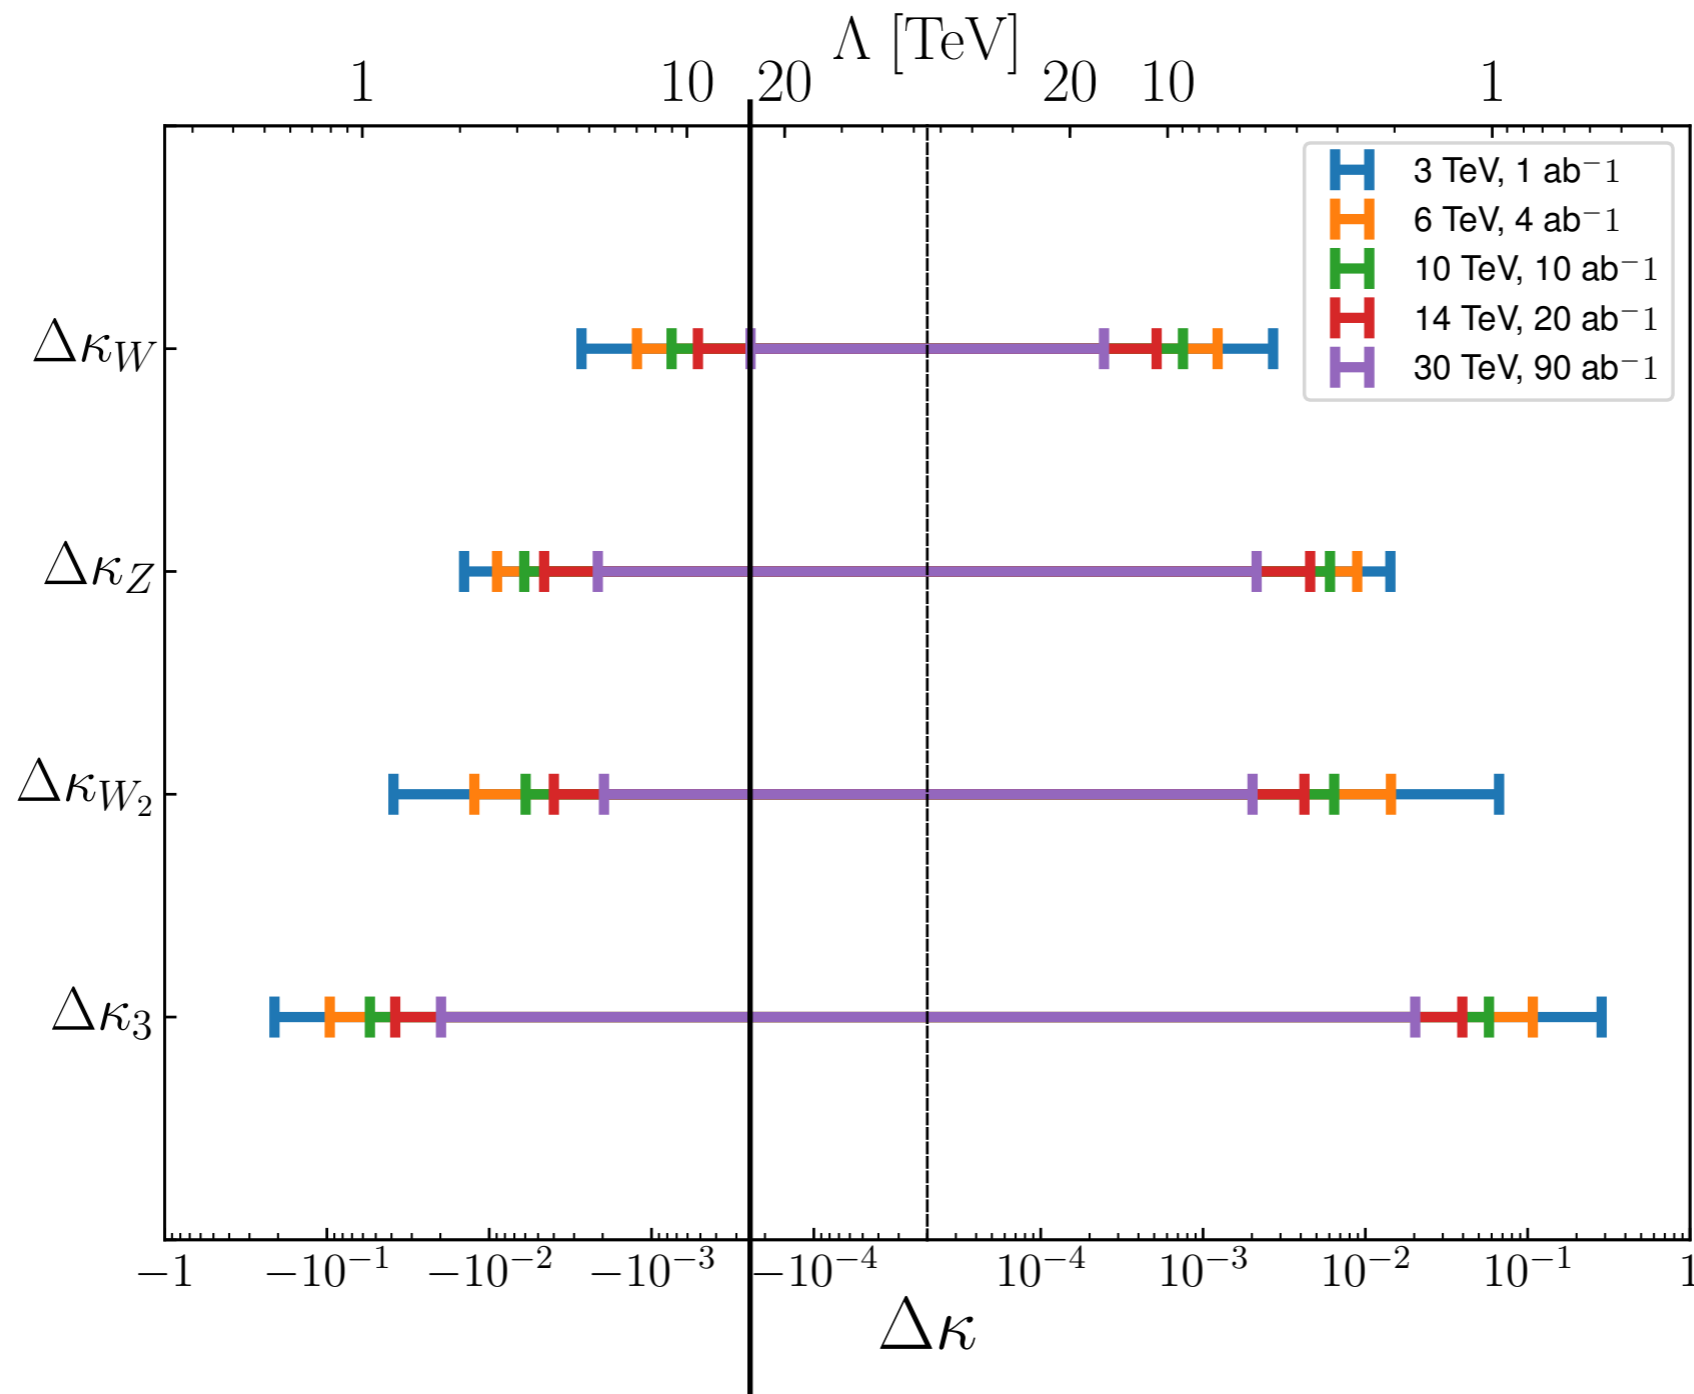 Λ [TeV]
1 10 20 20 10 1
3 TeV, 1 ab⁻¹
6 TeV, 4 ab⁻¹
10 TeV, 10 ab⁻¹
14 TeV, 20 ab⁻¹
30 TeV, 90 ab⁻¹
Δκ_W
Δκ_Z
Δκ_{W₂}
Δκ₃
−1 −10⁻¹ −10⁻² −10⁻³ −10⁻⁴ 10⁻⁴ 10⁻³ 10⁻² 10⁻¹ 1
Δκ